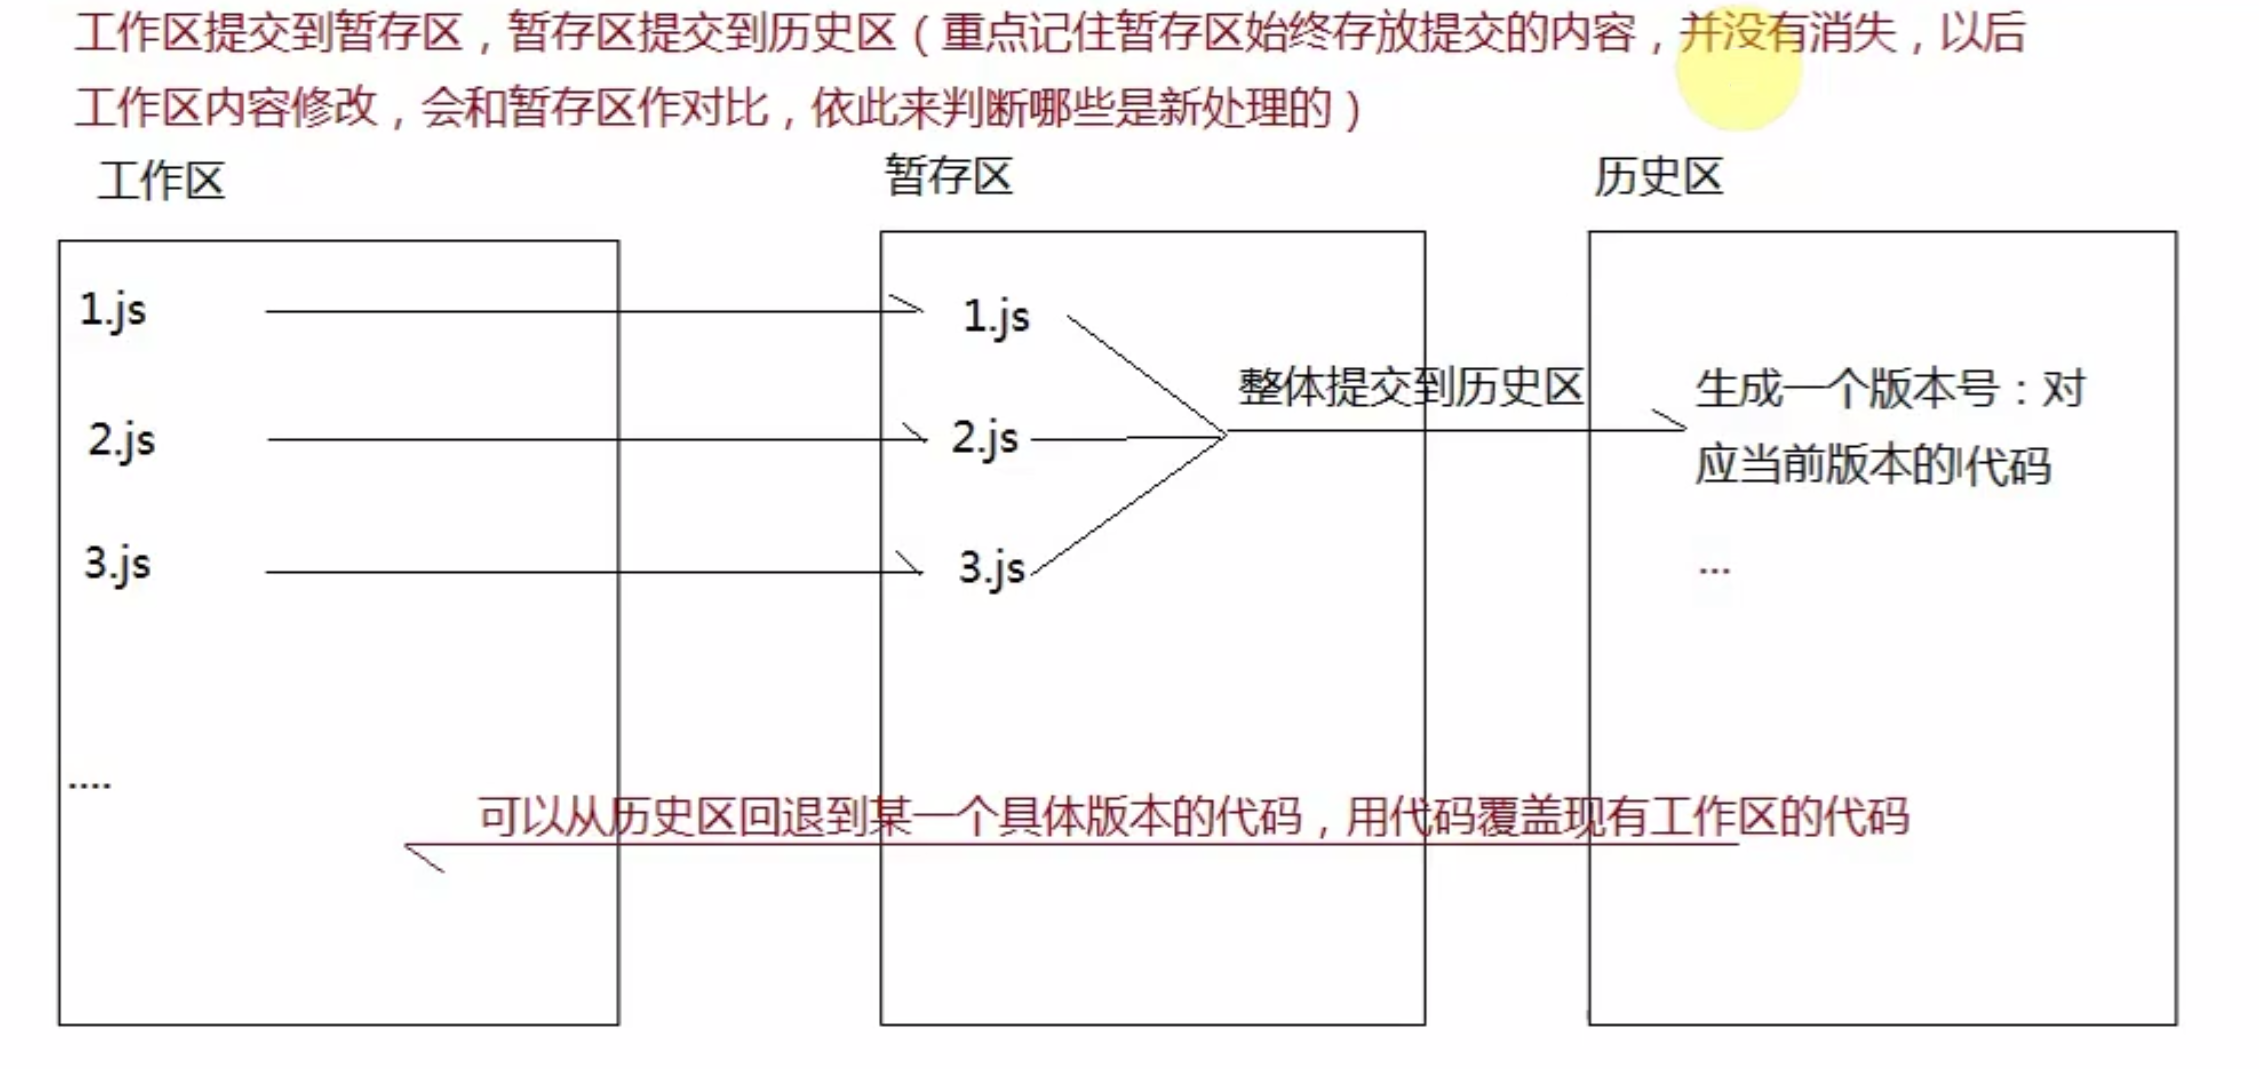 工作区提交到暂存区，暂存区提交到历史区（重点记住暂存区始终存放提交的内容，并没有消失，以后
工作区内容修改，会和暂存区作对比，依此来判断哪些是新处理的）
工作区
暂存区
历史区
1.js
1.js
整体提交到历史区
生成一个版本号：对
2.js
2.js
应当前版本的代码
3.js
3.js
...
....
可以从历史区回退到某一个具体版本的代码，用代码覆盖现有工作区的代码